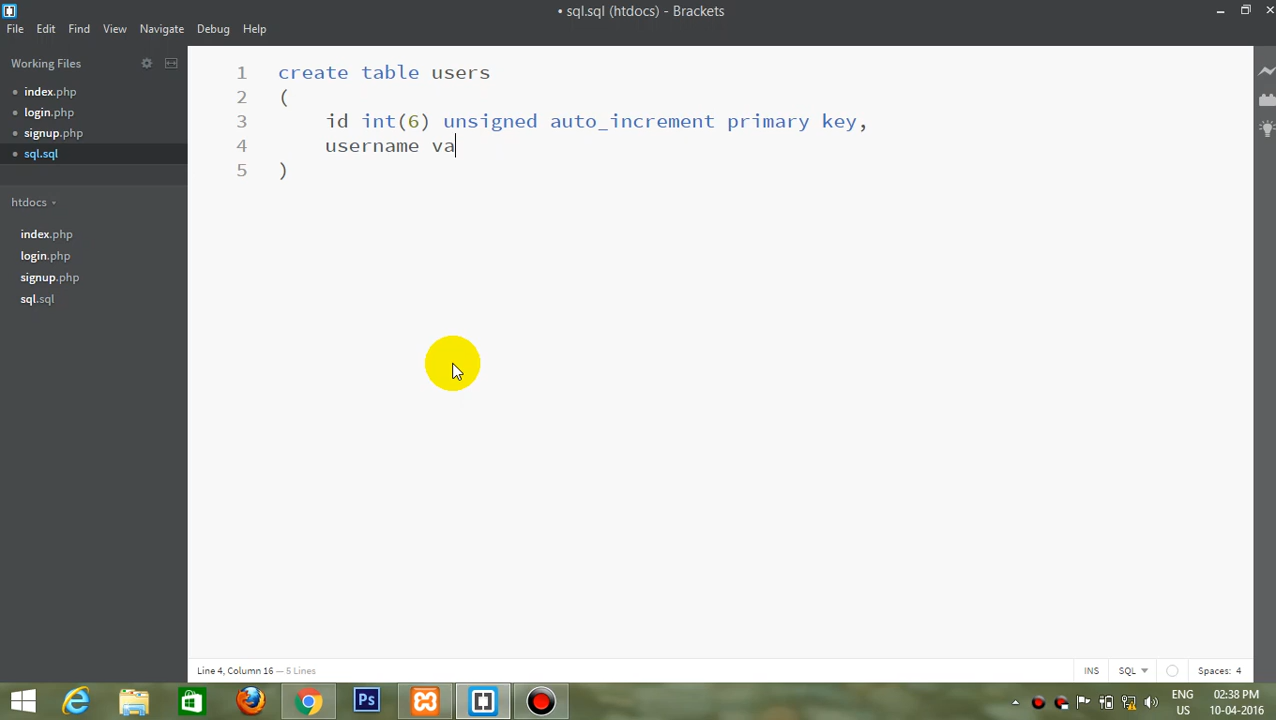 • sql.sql (htdocs) - Brackets
File Edit Find View Navigate Debug Help
Working Files
index.php
login.php
signup.php
sql.sql
htdocs
index.php
login.php
signup.php
sql.sql
1 create table users
2 (
3 id int(6) unsigned auto_increment primary key,
4 username va
5 )
Line 4, Column 16 — 5 Lines
INS SQL Spaces: 4
Ps
ENG 02:38 PM
US 10-04-2016